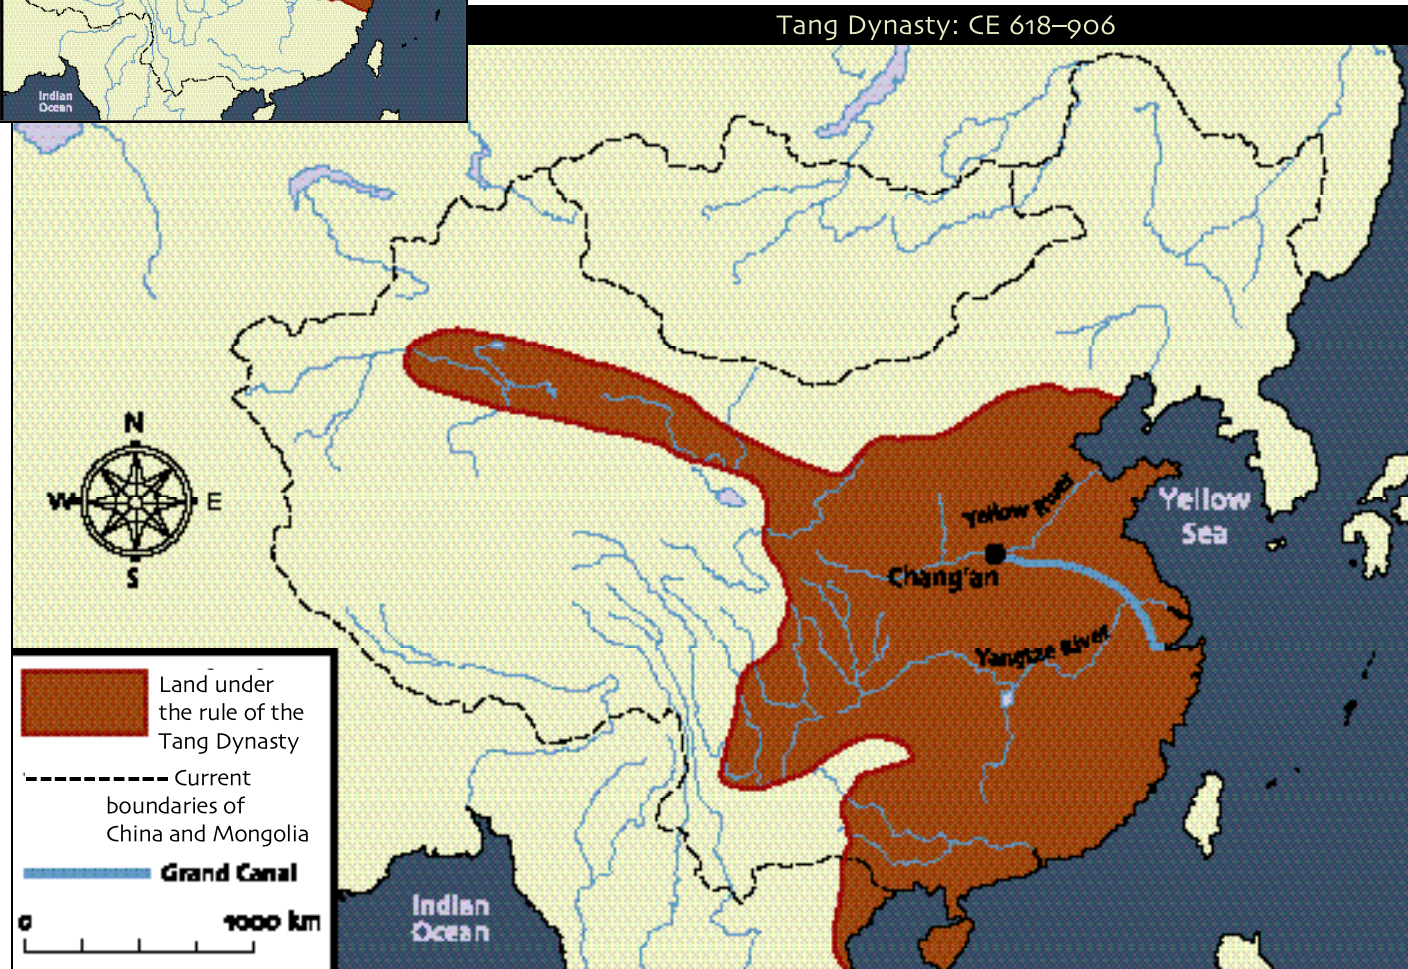 Tang Dynasty: CE 618–906
Indian
Ocean
N
W
E
S
Yellow River
Yellow
Sea
Chang'an
Yangtze River
Land under
the rule of the
Tang Dynasty
Current
boundaries of
China and Mongolia
Grand Canal
0
1000 km
Indian
Ocean